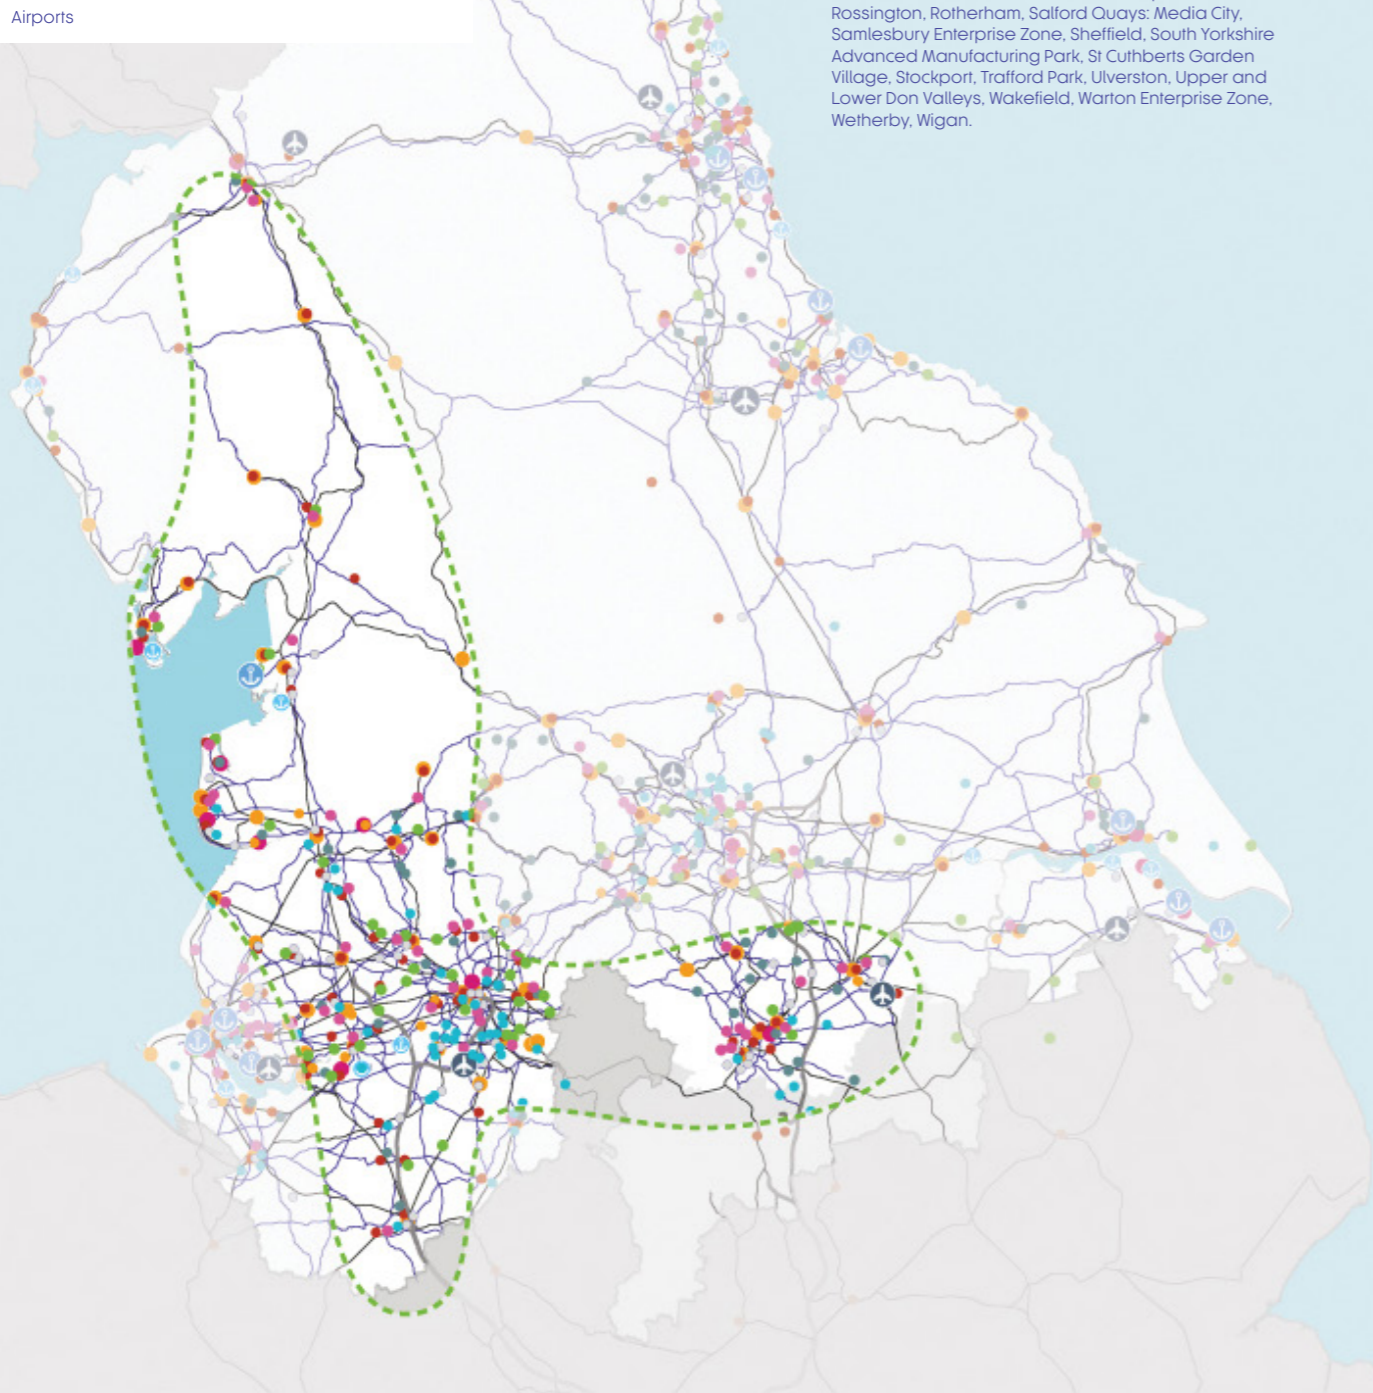 Airports
Rossington, Rotherham, Salford Quays: Media City,
Samlesbury Enterprise Zone, Sheffield, South Yorkshire
Advanced Manufacturing Park, St Cuthberts Garden
Village, Stockport, Trafford Park, Ulverston, Upper and
Lower Don Valleys, Wakefield, Warton Enterprise Zone,
Wetherby, Wigan.